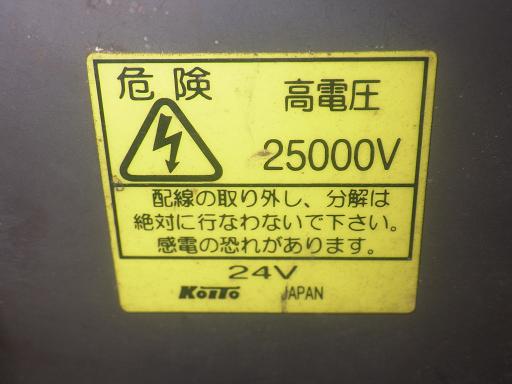 危険
高電圧
25000V
配線の取り外し、分解は
絶対に行なわないで下さい。
感電の恐れがあります。
24V
KOITO JAPAN